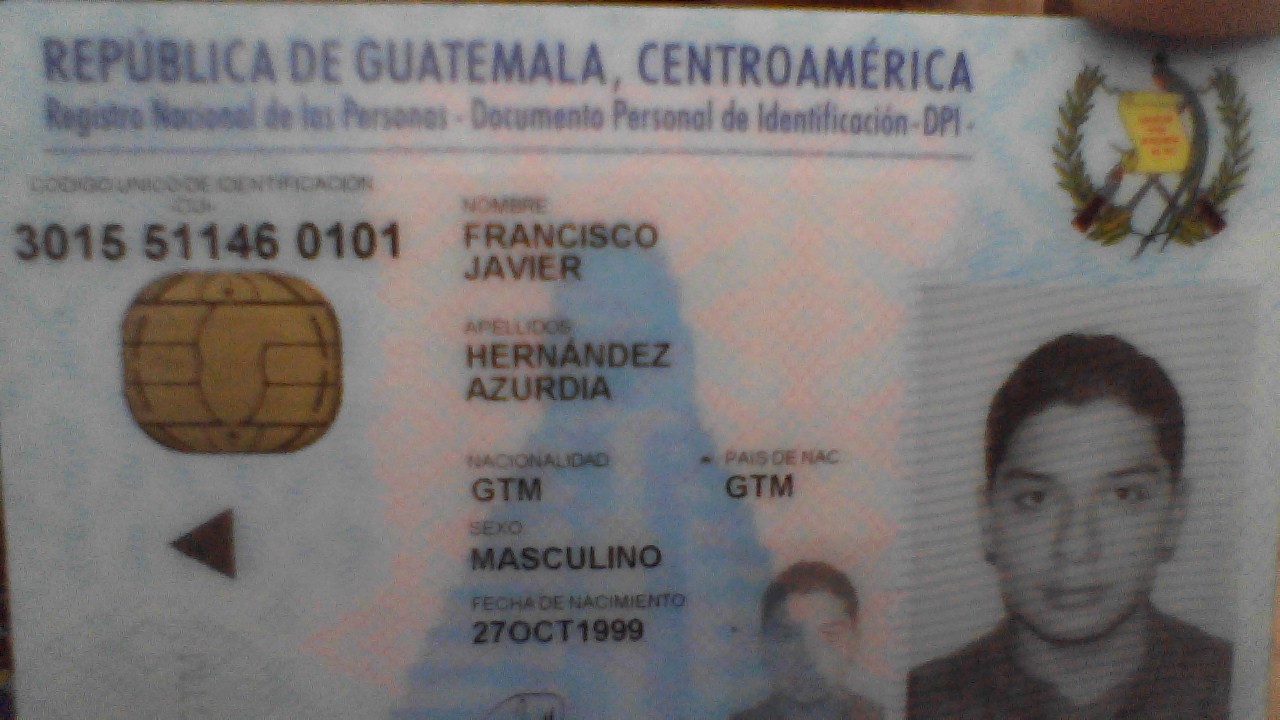 REPÚBLICA DE GUATEMALA, CENTROAMÉRICA
Registro Nacional de las Personas - Documento Personal de Identificación - DPI -
CODIGO UNICO DE IDENTIFICACION
-CUI-
3015 51146 0101
NOMBRE
FRANCISCO
JAVIER
APELLIDOS
HERNÁNDEZ
AZURDIA
NACIONALIDAD
GTM
PAIS DE NAC
GTM
SEXO
MASCULINO
FECHA DE NACIMIENTO
27OCT1999